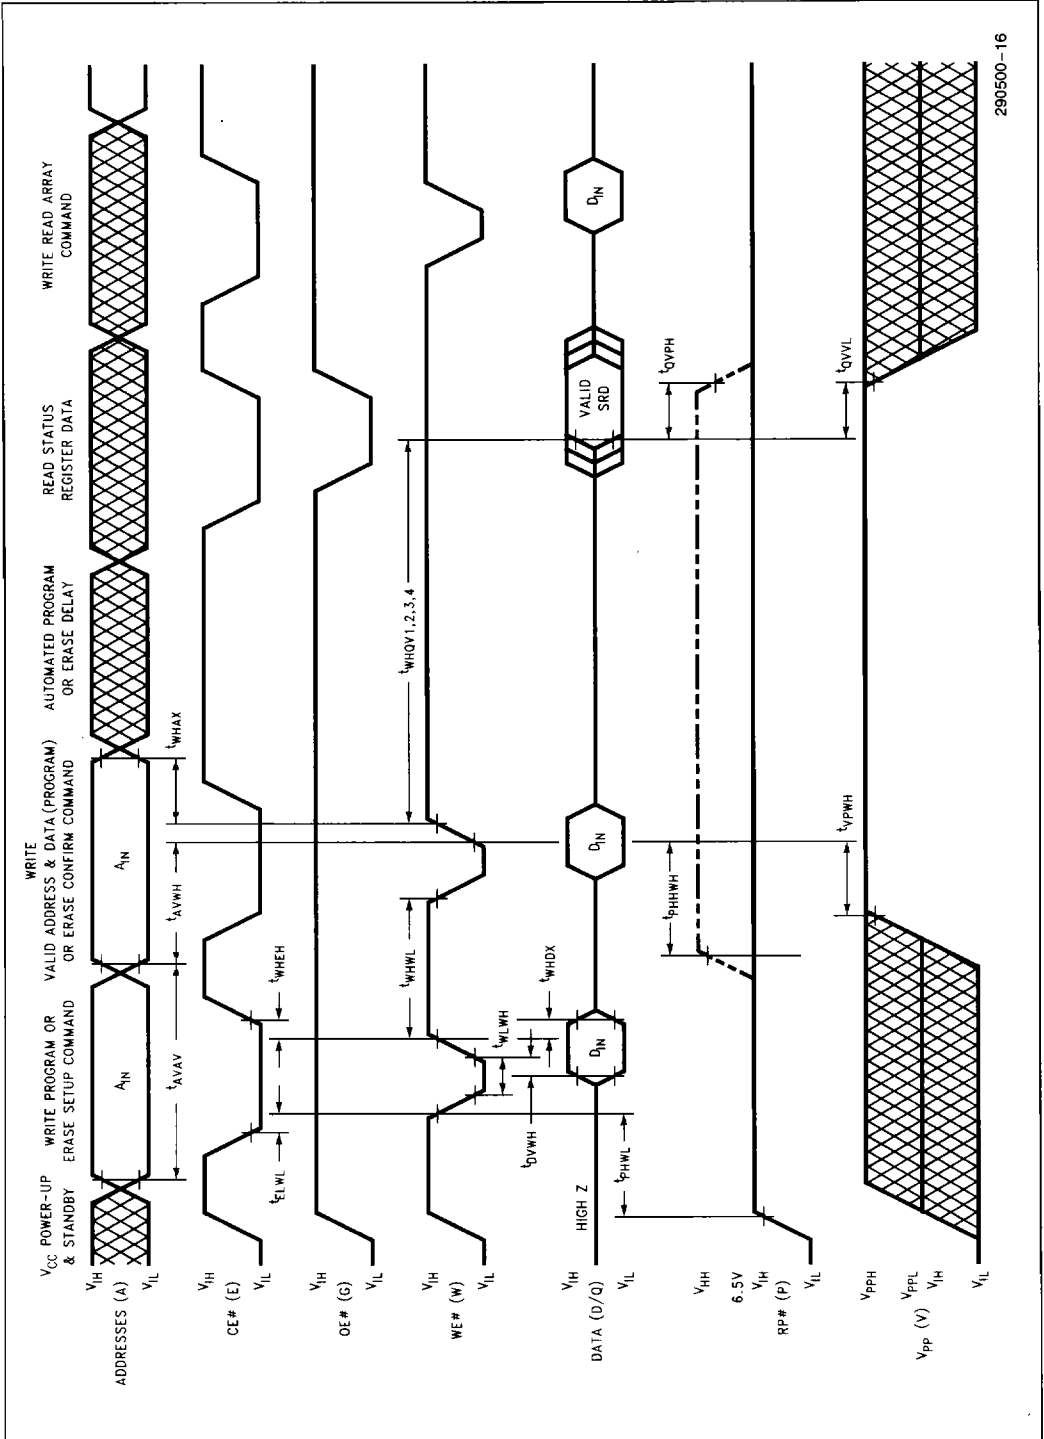 V_CC POWER-UP
& STANDBY
WRITE PROGRAM OR
ERASE SETUP COMMAND
WRITE
VALID ADDRESS & DATA (PROGRAM)
OR ERASE CONFIRM COMMAND
AUTOMATED PROGRAM
OR ERASE DELAY
READ STATUS
REGISTER DATA
WRITE READ ARRAY
COMMAND
V_IH
ADDRESSES (A)
V_IL
A_IN
A_IN
t_AVAV
t_AVWH
t_WHAX
V_IH
CE# (E)
V_IL
t_ELWL
t_WHEH
V_IH
OE# (G)
V_IL
t_WHWL
t_WHQV1,2,3,4
V_IH
WE# (W)
V_IL
t_WLWH
t_DVWH
t_WHDX
V_IH
DATA (D/Q)
V_IL
HIGH Z
D_IN
D_IN
VALID
SRD
D_IN
t_PHWL
t_PHHWH
t_QVPH
V_HH
6.5V
V_IH
RP# (P)
V_IL
t_VPWH
t_QVVL
V_PPH
V_PPL
V_PP (V)
V_IH
V_IL
290500-16